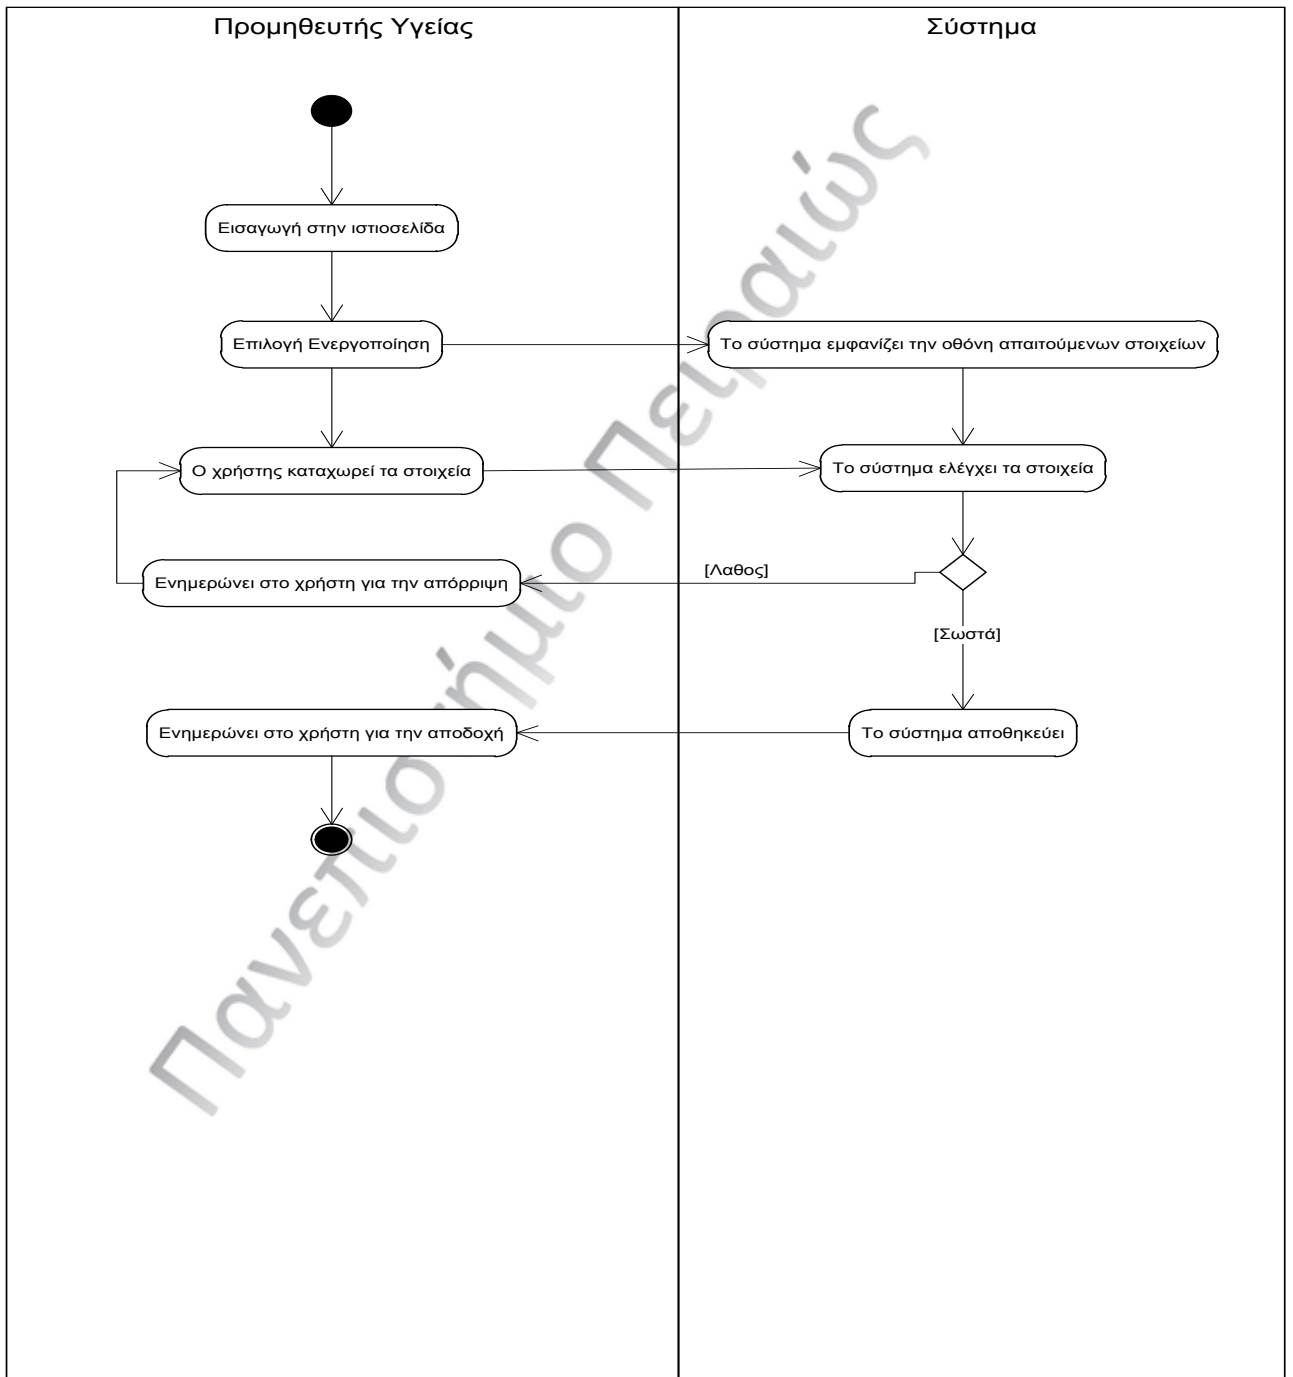 Προμηθευτής Υγείας
Σύστημα
Εισαγωγή στην ιστιοσελίδα
Επιλογή Ενεργοποίηση
Το σύστημα εμφανίζει την οθόνη απαιτούμενων στοιχείων
Ο χρήστης καταχωρεί τα στοιχεία
Το σύστημα ελέγχει τα στοιχεία
[Λαθος]
Ενημερώνει στο χρήστη για την απόρριψη
[Σωστά]
Ενημερώνει στο χρήστη για την αποδοχή
Το σύστημα αποθηκεύει
Πανεπιστήμιο Πειραιώς